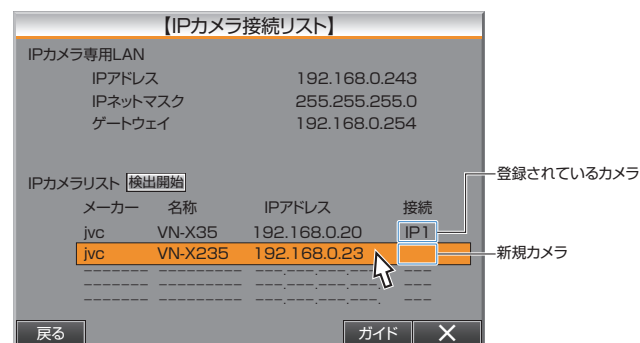 【IPカメラ接続リスト】
IPカメラ専用LAN
IPアドレス 192.168.0.243
IPネットマスク 255.255.255.0
ゲートウェイ 192.168.0.254
IPカメラリスト 検出開始
メーカー 名称 IPアドレス 接続
jvc VN-X35 192.168.0.20 IP1
jvc VN-X235 192.168.0.23
------- --------- ---.---.---.---. ---
------- --------- ---.---.---.---. ---
戻る ガイド ✕
登録されているカメラ
新規カメラ